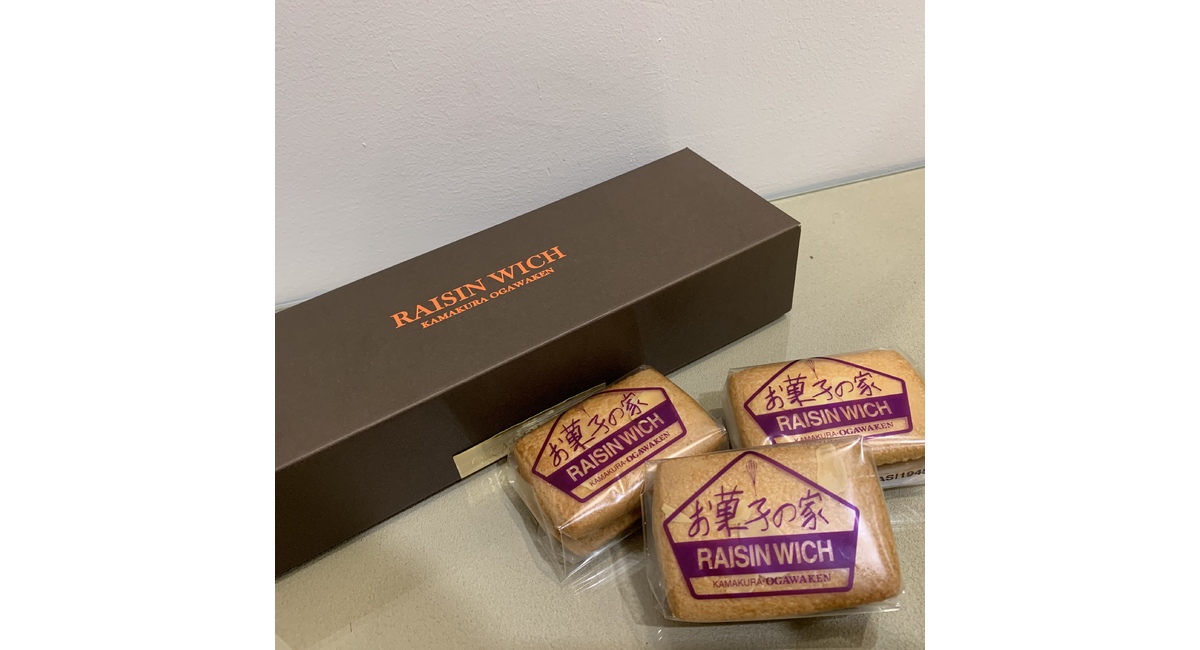 RAISIN WICH
KAMAKURA OGAWAKEN
お菓子の家
RAISIN WICH
KAMAKURA·OGAWAKEN
お菓子の家
RAISIN WICH
KAMAKURA·OGAWAKEN
お菓子の家
RAISIN WICH
KAMAKURA·OGAWAKEN